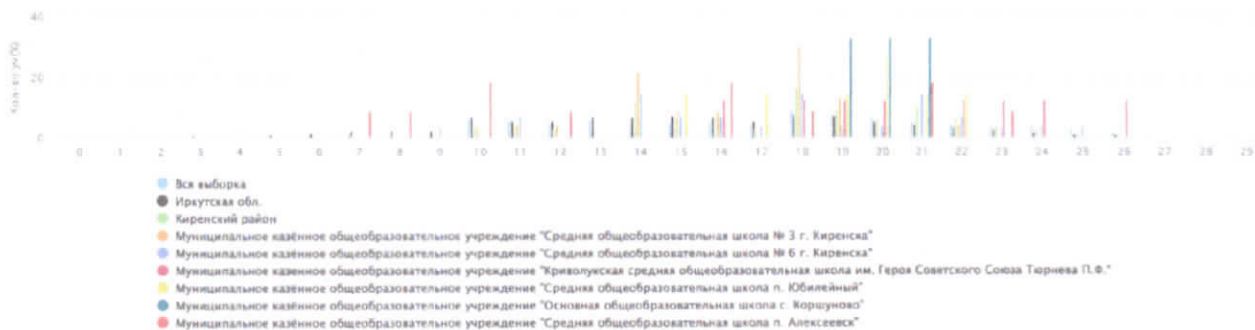 40
Кол-во уч(%)
20
0
0 1 2 3 4 5 6 7 8 9 10 11 12 13 14 15 16 17 18 19 20 21 22 23 24 25 26 27 28 29
Вся выборка
Иркутская обл.
Киренский район
Муниципальное казённое общеобразовательное учреждение "Средняя общеобразовательная школа № 3 г. Киренска"
Муниципальное казённое общеобразовательное учреждение "Средняя общеобразовательная школа № 6 г. Киренска"
Муниципальное казенное общеобразовательное учреждение "Криволукская средняя общеобразовательная школа им. Героя Советского Союза Тюрнева П.Ф."
Муниципальное казённое общеобразовательное учреждение "Средняя общеобразовательная школа п. Юбилейный"
Муниципальное казённое общеобразовательное учреждение "Основная общеобразовательная школа с. Коршуново"
Муниципальное казённое общеобразовательное учреждение "Средняя общеобразовательная школа п. Алексеевск"